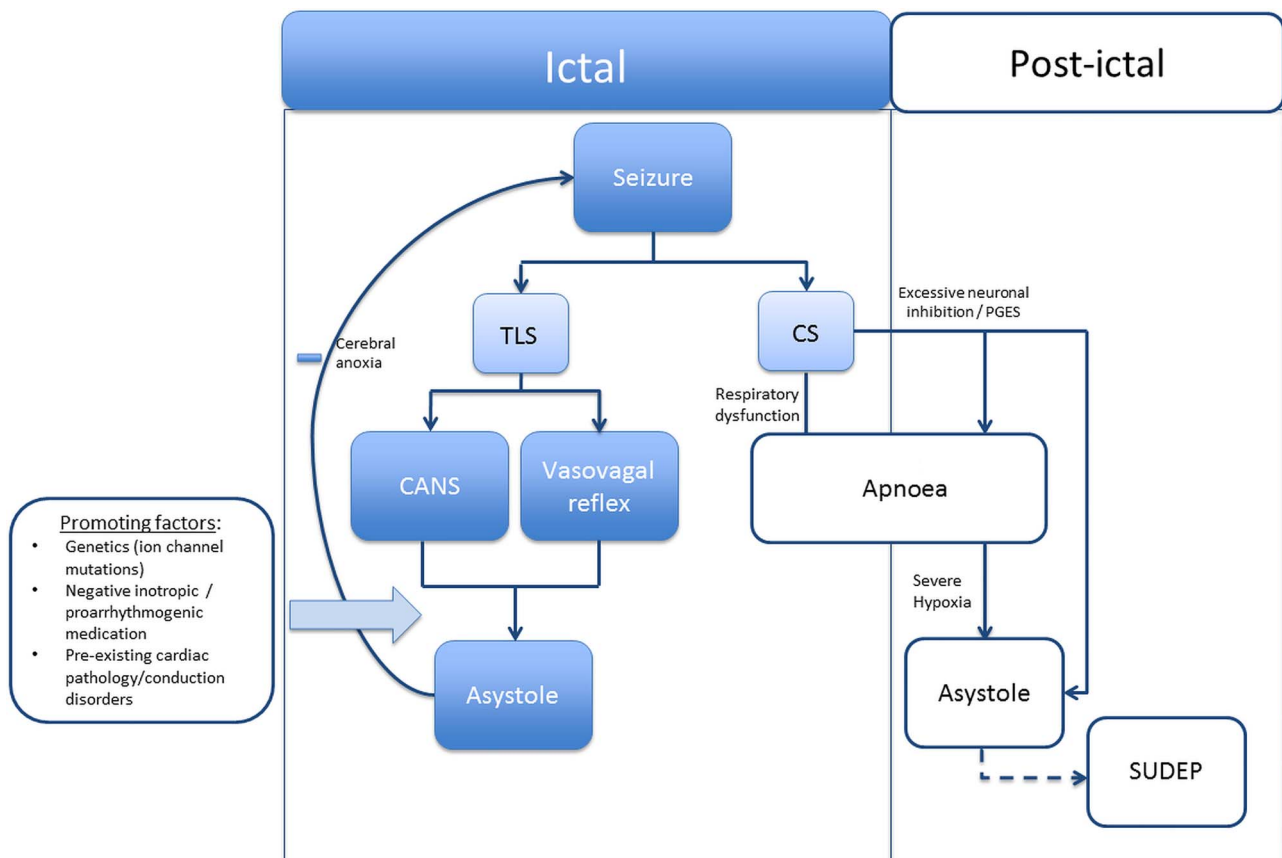 Ictal
Post-ictal
Seizure
TLS
CS
Excessive neuronal
inhibition / PGES
Cerebral
anoxia
Respiratory
dysfunction
CANS
Vasovagal
reflex
Apnoea
Promoting factors:
• Genetics (ion channel
mutations)
• Negative inotropic /
proarrhythmogenic
medication
• Pre-existing cardiac
pathology/conduction
disorders
Severe
Hypoxia
Asystole
Asystole
SUDEP